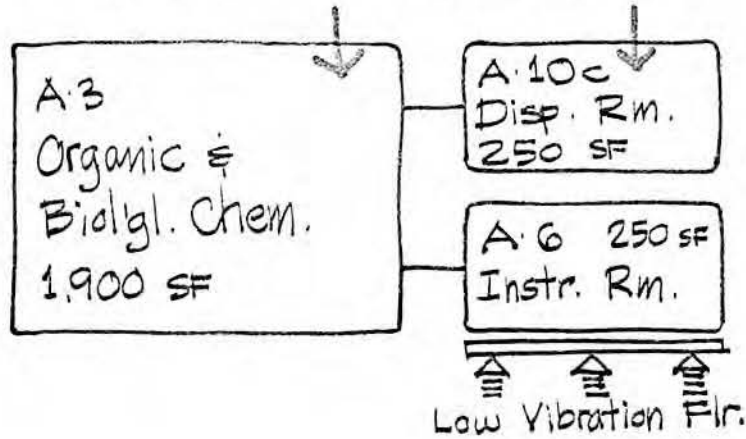 A·3
Organic &
Biol'gl. Chem.
1,900 SF
A·10c
Disp. Rm.
250 SF
A·6 250 SF
Instr. Rm.
Low Vibration Flr.